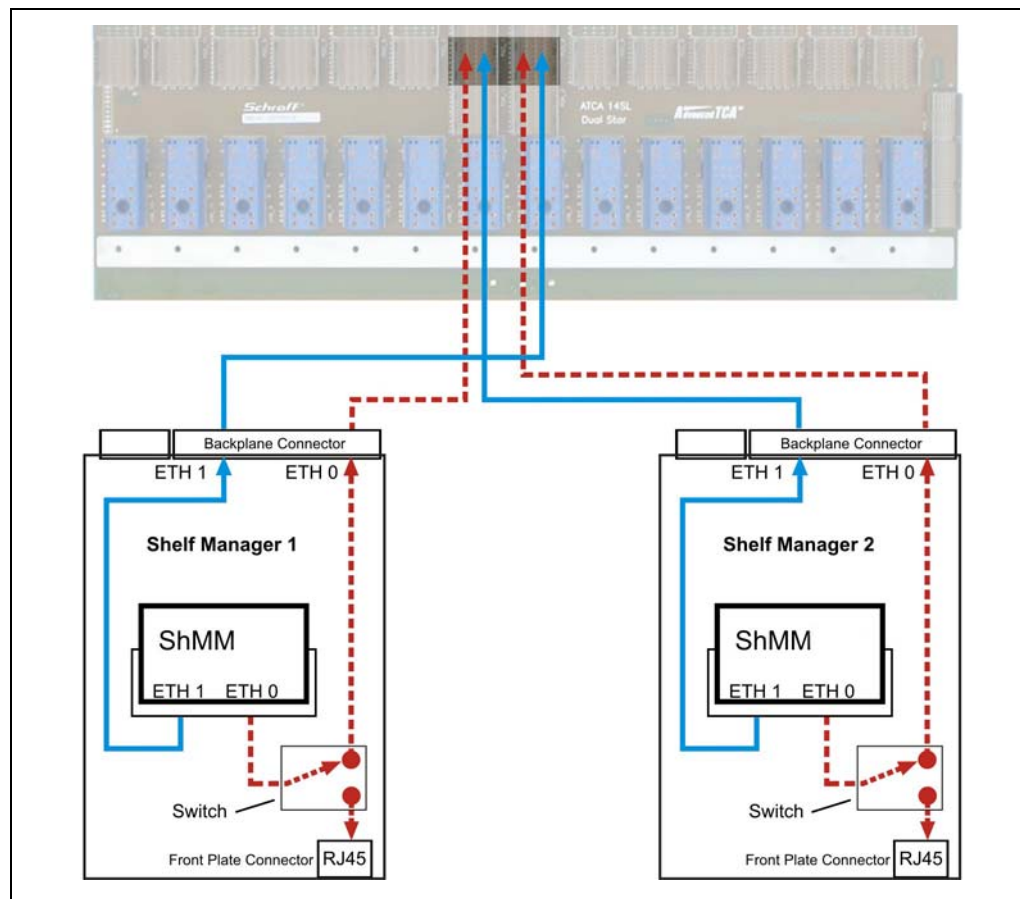 Schroff
ATCA 14SL
Dual Star
AdvancedTCA
Backplane Connector
ETH 1
ETH 0
Shelf Manager 1
ShMM
ETH 1 ETH 0
Switch
Front Plate Connector
RJ45
Backplane Connector
ETH 1
ETH 0
Shelf Manager 2
ShMM
ETH 1 ETH 0
Switch
Front Plate Connector
RJ45